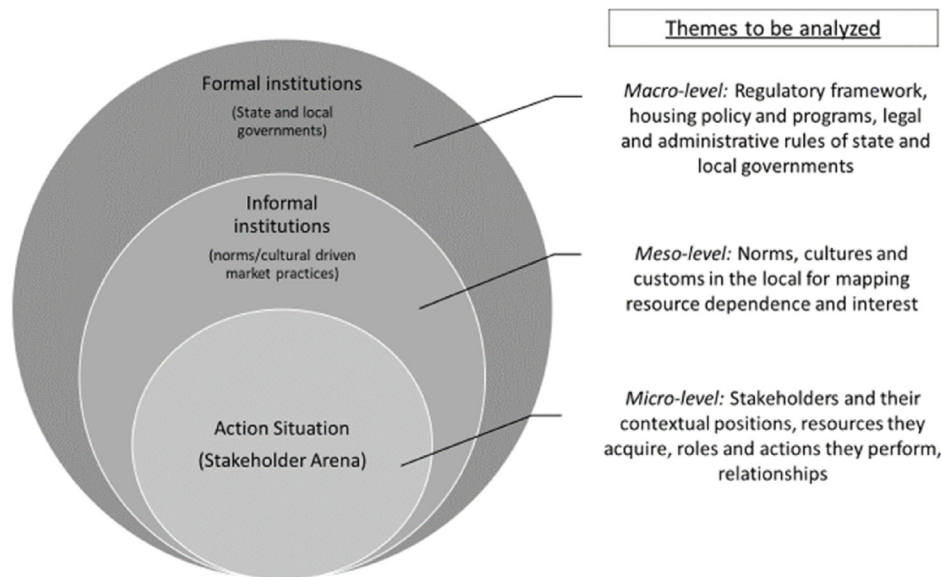 Themes to be analyzed
Formal institutions
(State and local
governments)
Macro-level: Regulatory framework,
housing policy and programs, legal
and administrative rules of state and
local governments
Informal
institutions
(norms/cultural driven
market practices)
Meso-level: Norms, cultures and
customs in the local for mapping
resource dependence and interest
Action Situation
(Stakeholder Arena)
Micro-level: Stakeholders and their
contextual positions, resources they
acquire, roles and actions they perform,
relationships